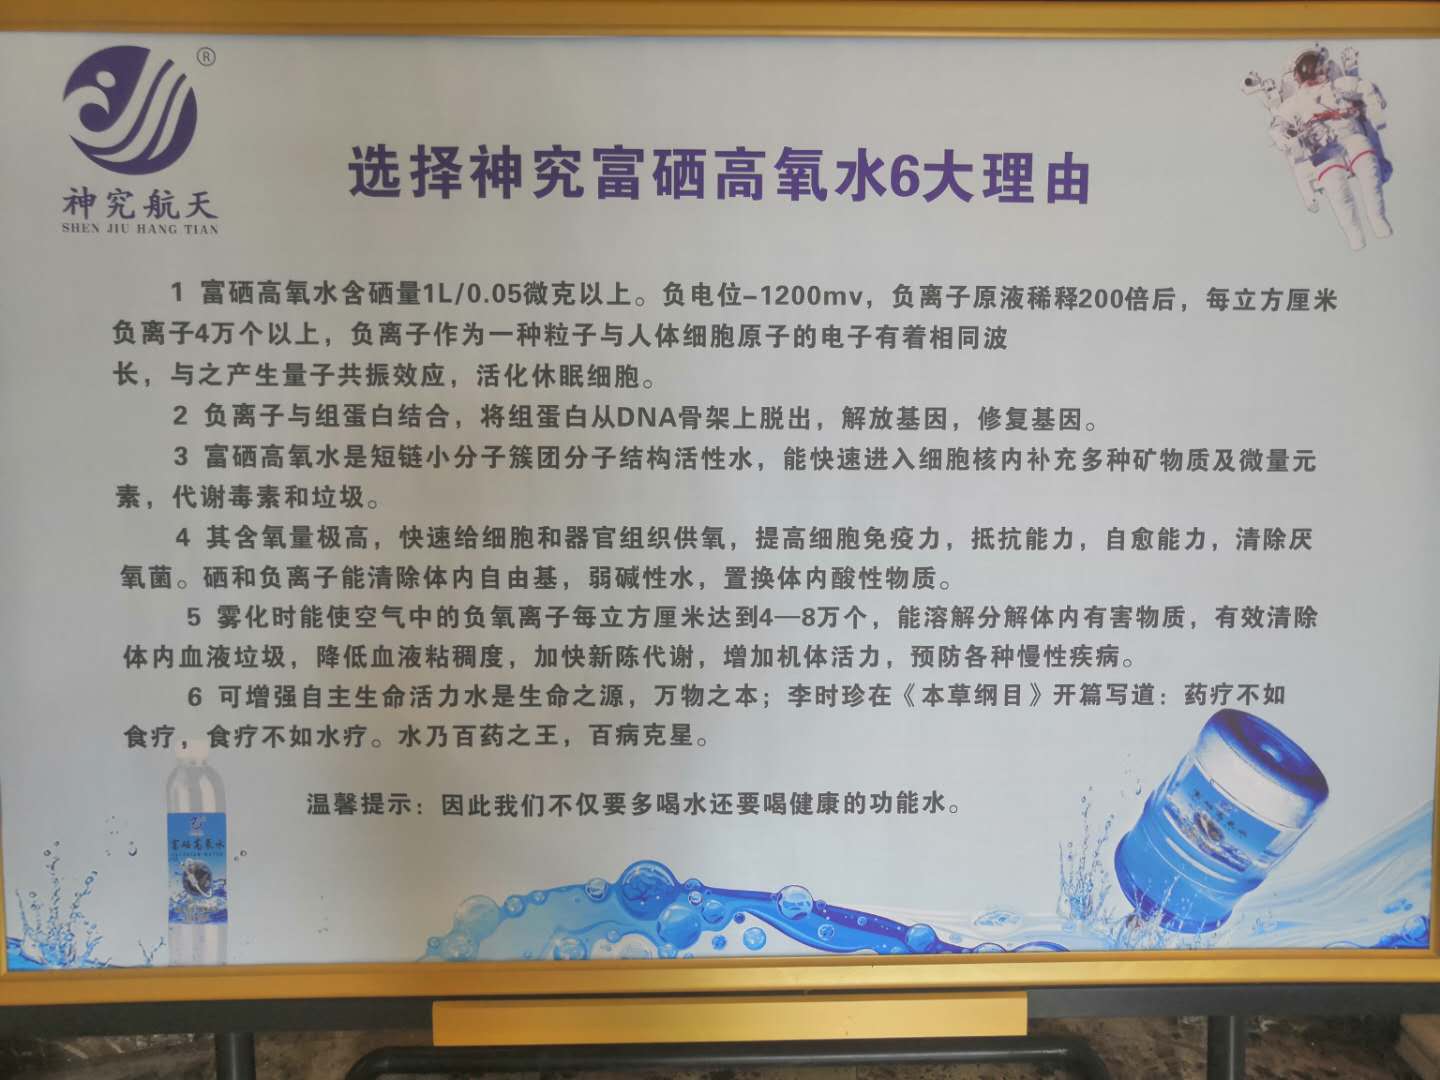 ®
神究航天
SHEN JIU HANG TIAN
选择神究富硒高氧水6大理由
1 富硒高氧水含硒量1L/0.05微克以上。负电位-1200mv，负离子原液稀释200倍后，每立方厘米
负离子4万个以上，负离子作为一种粒子与人体细胞原子的电子有着相同波
长，与之产生量子共振效应，活化休眠细胞。
2 负离子与组蛋白结合，将组蛋白从DNA骨架上脱出，解放基因，修复基因。
3 富硒高氧水是短链小分子簇团分子结构活性水，能快速进入细胞核内补充多种矿物质及微量元
素，代谢毒素和垃圾。
4 其含氧量极高，快速给细胞和器官组织供氧，提高细胞免疫力，抵抗能力，自愈能力，清除厌
氧菌。硒和负离子能清除体内自由基，弱碱性水，置换体内酸性物质。
5 雾化时能使空气中的负氧离子每立方厘米达到4—8万个，能溶解分解体内有害物质，有效清除
体内血液垃圾，降低血液粘稠度，加快新陈代谢，增加机体活力，预防各种慢性疾病。
6 可增强自主生命活力水是生命之源，万物之本；李时珍在《本草纲目》开篇写道：药疗不如
食疗，食疗不如水疗。水乃百药之王，百病克星。
温馨提示：因此我们不仅要多喝水还要喝健康的功能水。
富硒高氧水